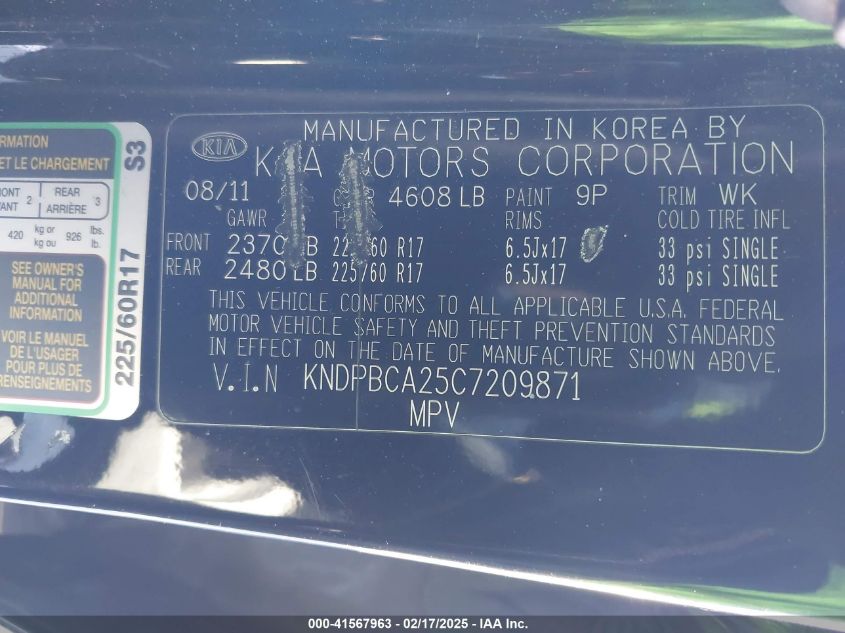 KIA
MANUFACTURED IN KOREA BY
K A MOTORS CORPORATION
08/11 4608 LB PAINT 9P TRIM WK
GAWR RIMS COLD TIRE INFL
FRONT 2370 LB 225/60 R17 6.5Jx17 33 psi SINGLE
REAR 2480 LB 225/60 R17 6.5Jx17 33 psi SINGLE
THIS VEHICLE CONFORMS TO ALL APPLICABLE U.S.A. FEDERAL
MOTOR VEHICLE SAFETY AND THEFT PREVENTION STANDARDS
IN EFFECT ON THE DATE OF MANUFACTURE SHOWN ABOVE.
V.I.N KNDPBCA25C7209871
MPV
ET LE CHARGEMENT
2 REAR 3
ARRIÈRE
420 kg or 926 lbs.
kg ou lb.
SEE OWNER'S
MANUAL FOR
ADDITIONAL
INFORMATION
VOIR LE MANUEL
DE L'USAGER
POUR PLUS DE
RENSEIGNEMENTS
225/60R17 S3
000-41567963 / 02/17/2025 - IAA Inc.